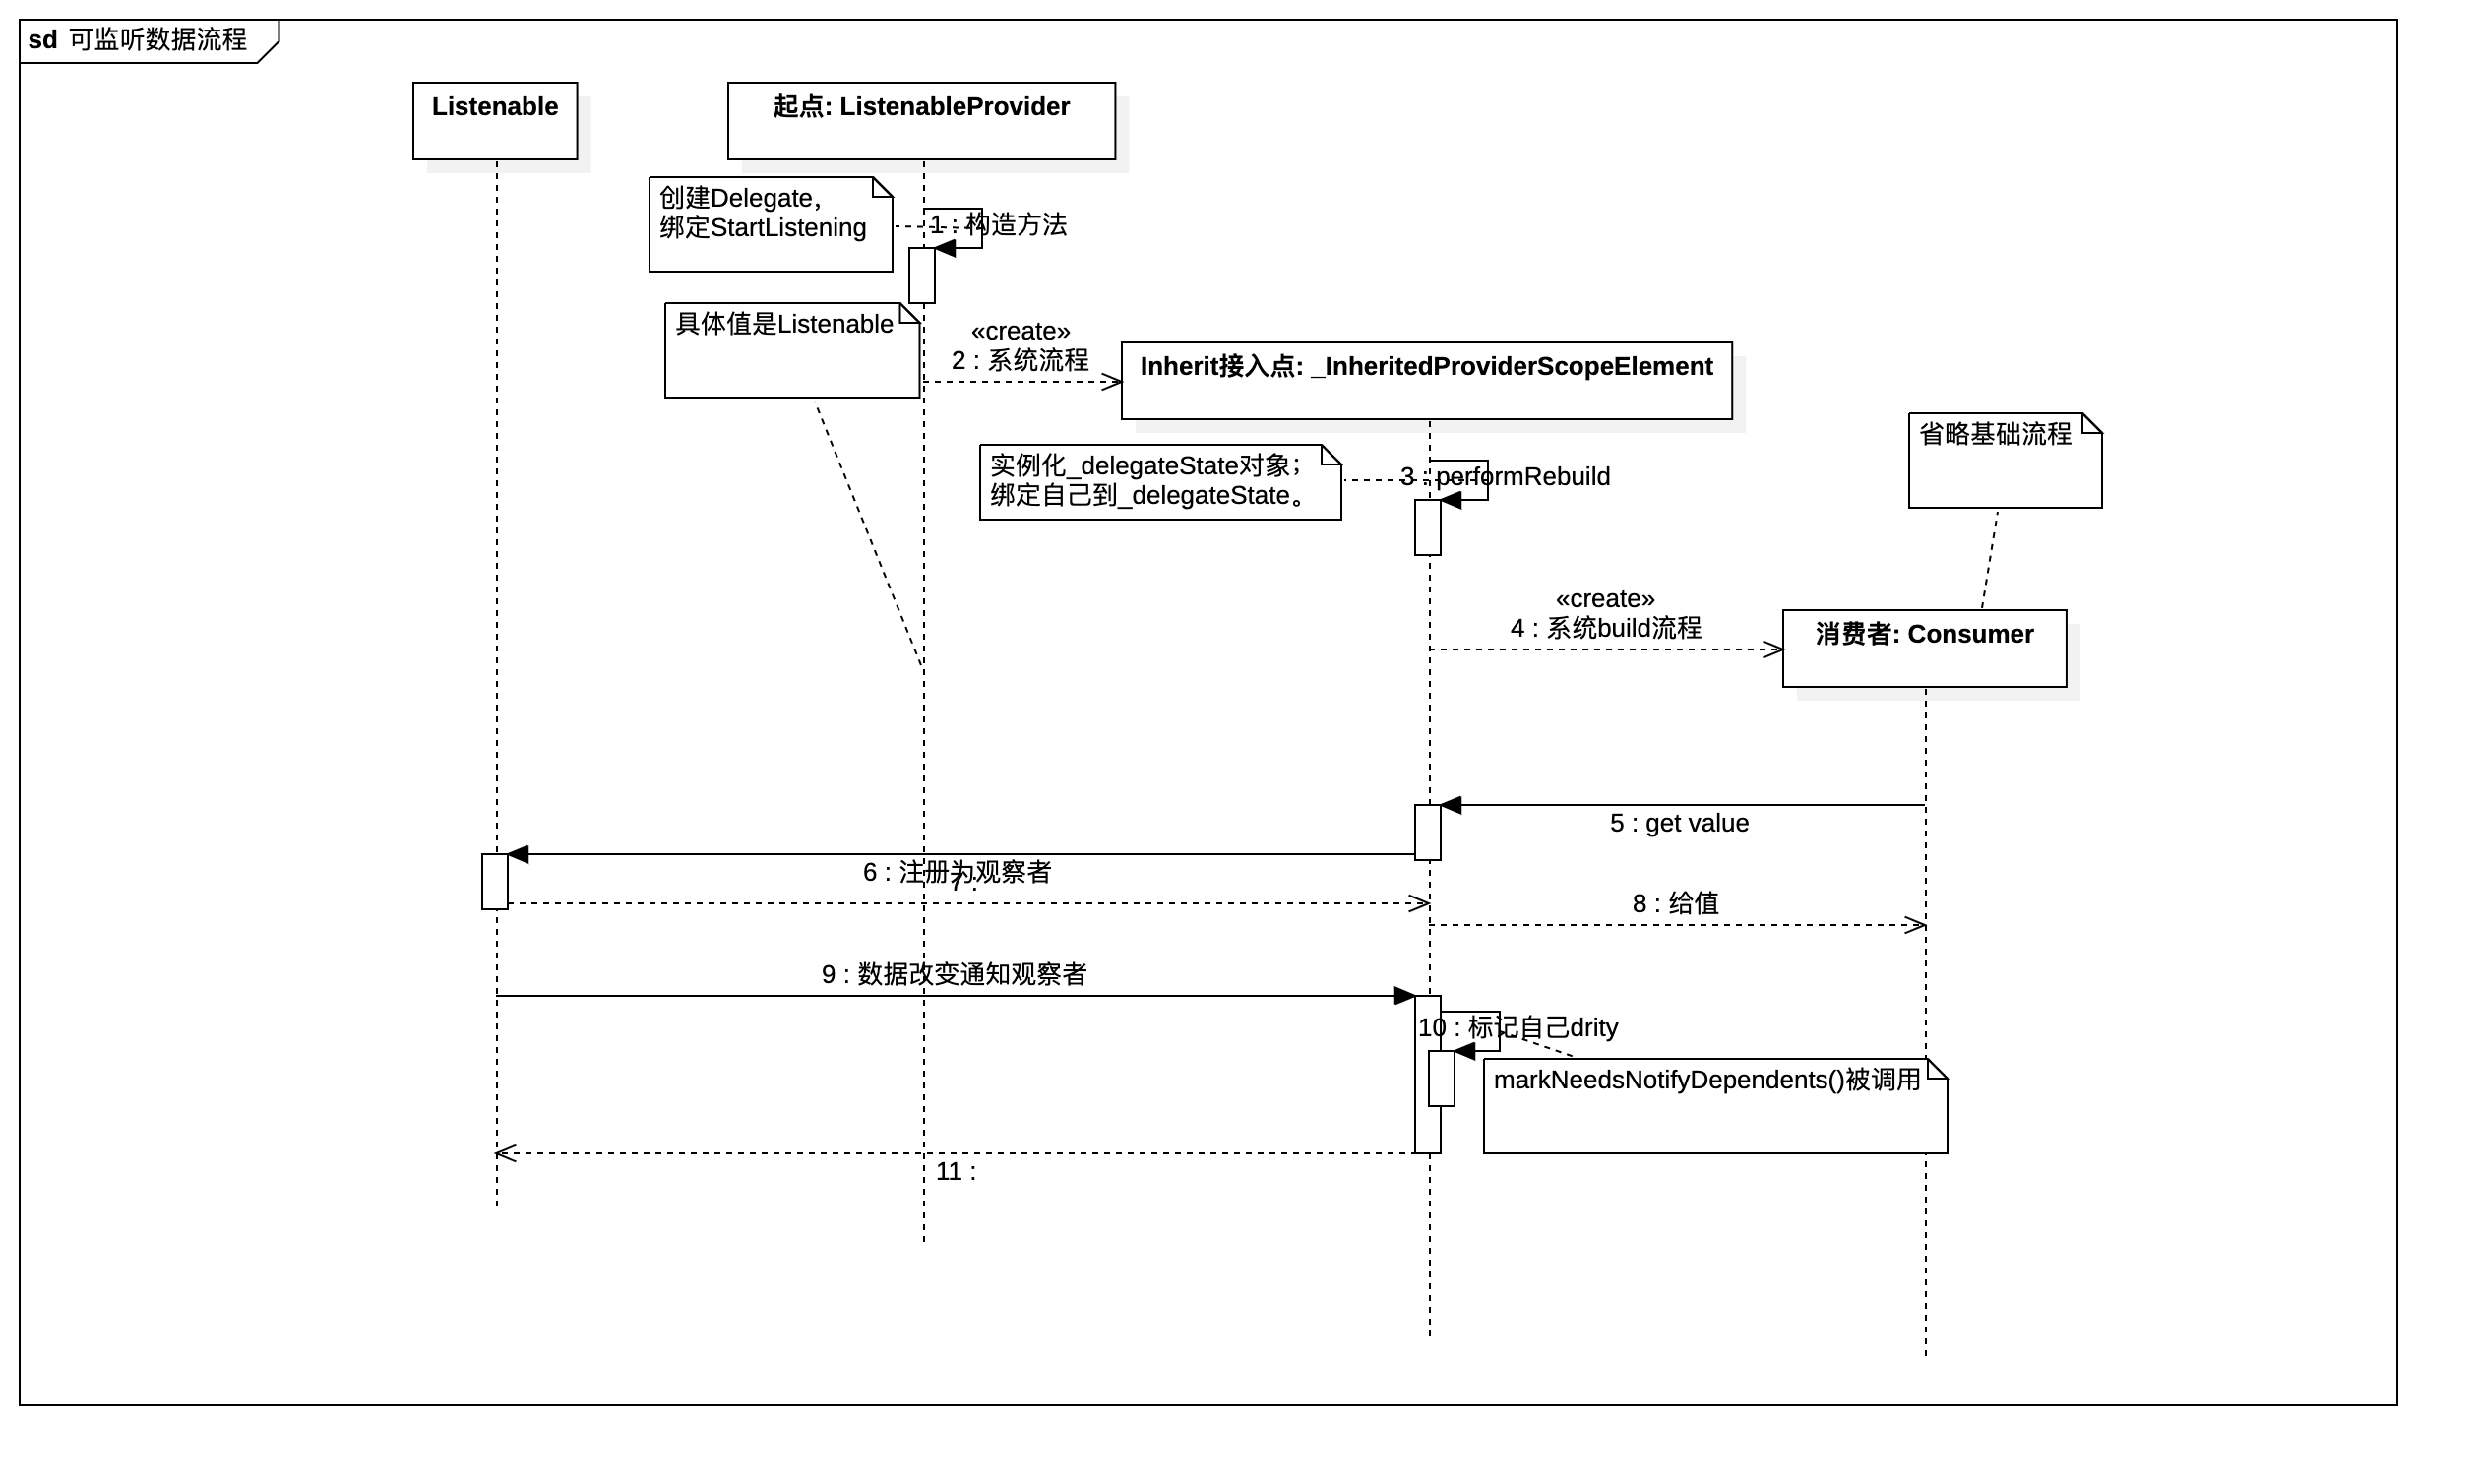 sd 可监听数据流程
Listenable
起点: ListenableProvider
创建Delegate，
绑定StartListening
1 : 构造方法
具体值是Listenable
«create»
2 : 系统流程
Inherit接入点: _InheritedProviderScopeElement
省略基础流程
实例化_delegateState对象；
绑定自己到_delegateState。
3 : performRebuild
«create»
4 : 系统build流程
消费者: Consumer
5 : get value
6 : 注册为观察者
7 :
8 : 给值
9 : 数据改变通知观察者
10 : 标记自己drity
markNeedsNotifyDependents()被调用
11 :